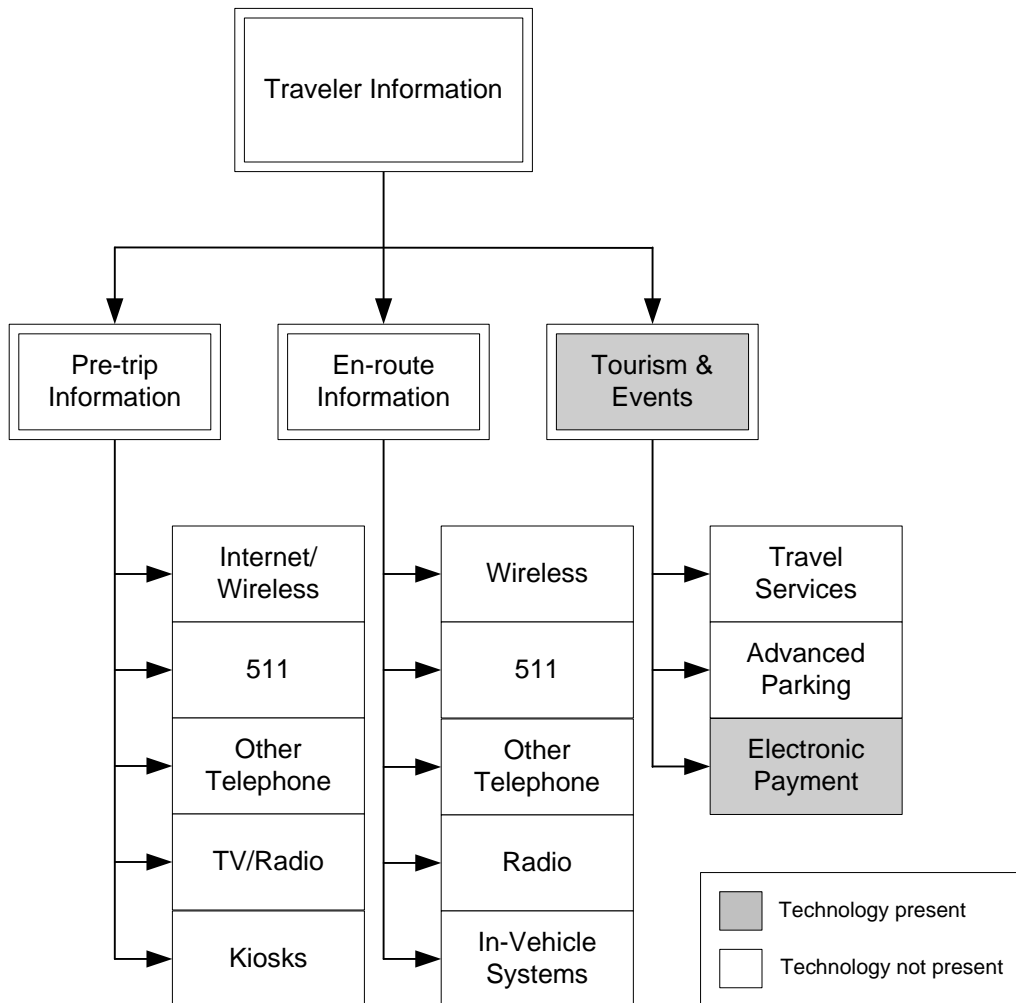 Traveler Information
Pre-trip
Information
En-route
Information
Tourism &
Events
Internet/
Wireless
511
Other
Telephone
TV/Radio
Kiosks
Wireless
511
Other
Telephone
Radio
In-Vehicle
Systems
Travel
Services
Advanced
Parking
Electronic
Payment
Technology present
Technology not present